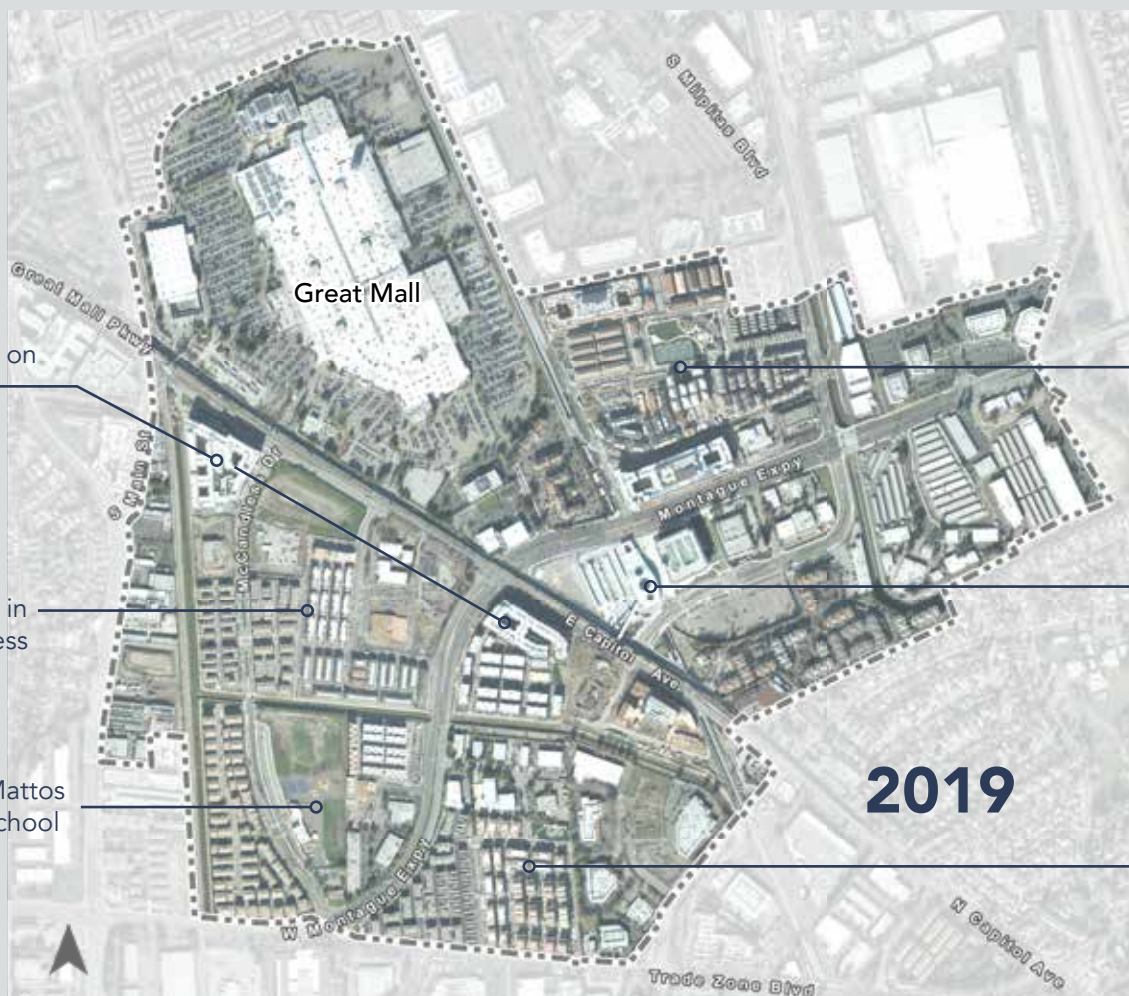 S Milpitas Blvd
Great Mall Pkwy
Great Mall
on
S Main St
McCandless Dr
Montague Expy
in
ess
E Capitol Ave
Mattos
chool
2019
W Montague Expy
N Capitol Ave
Trade Zone Blvd